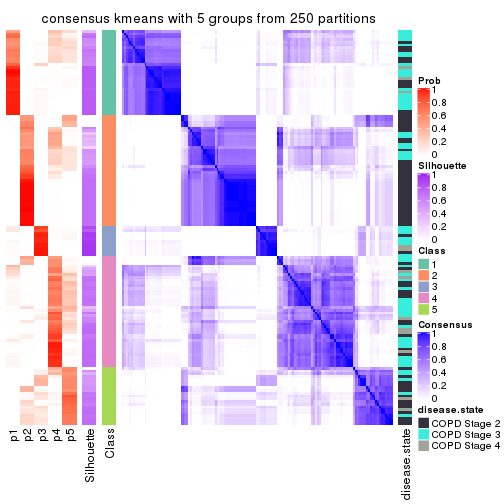 consensus kmeans with 5 groups from 250 partitions
Prob
1
0.8
0.6
0.4
0.2
0
Silhouette
1
0.8
0.6
0.4
0.2
0
Class
1
2
3
4
5
Consensus
1
0.8
0.6
0.4
0.2
0
disease.state
COPD Stage 2
COPD Stage 3
COPD Stage 4
p1
p2
p3
p4
p5
Silhouette
Class
disease.state